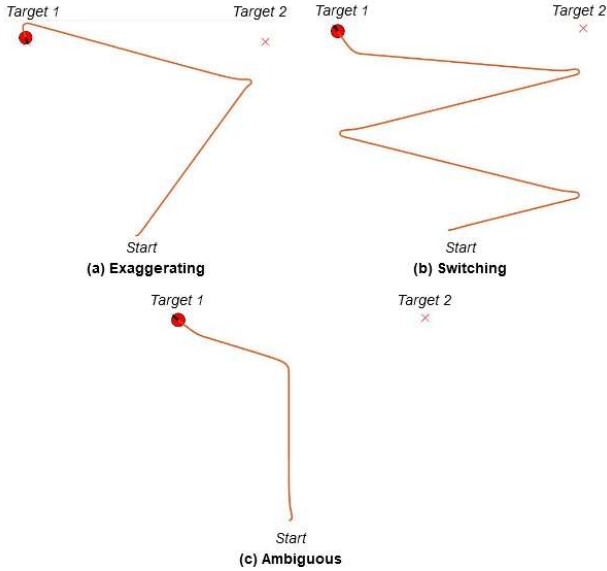 Target 1 Target 2
Start
(a) Exaggerating
Target 1 Target 2
Start
(b) Switching
Target 1 Target 2
Start
(c) Ambiguous